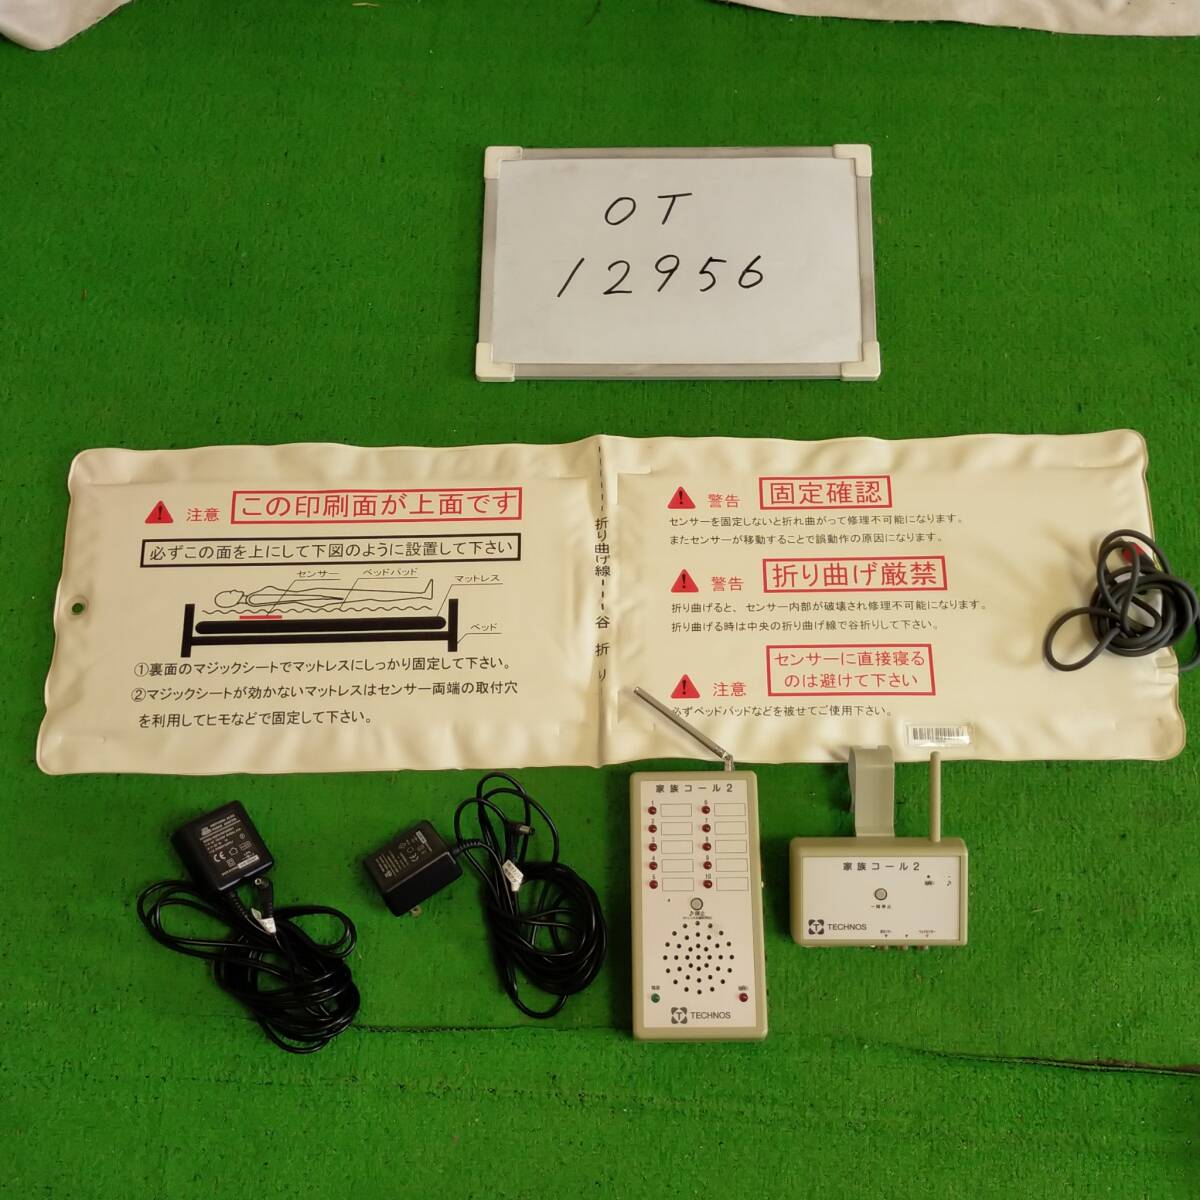 OT
12956
注意 この印刷面が上面です
必ずこの面を上にして下図のように設置して下さい
センサー
ベッドパッド
マットレス
ベッド
①裏面のマジックシートでマットレスにしっかり固定して下さい。
②マジックシートが効かないマットレスはセンサー両端の取付穴
を利用してヒモなどで固定して下さい。
折り曲げ線
谷折り
警告 固定確認
センサーを固定しないと折れ曲がって修理不可能になります。
またセンサーが移動することで誤動作の原因になります。
警告 折り曲げ厳禁
折り曲げると、センサー内部が破壊され修理不可能になります。
折り曲げる時は中央の折り曲げ線で谷折りして下さい。
注意 センサーに直接寝る
のは避けて下さい
必ずベッドパッドなどを被せてご使用下さい。
家族コール2
1 6
2 7
3 8
4 9
5 10
電源
TECHNOS
家族コール2
一時停止
TECHNOS